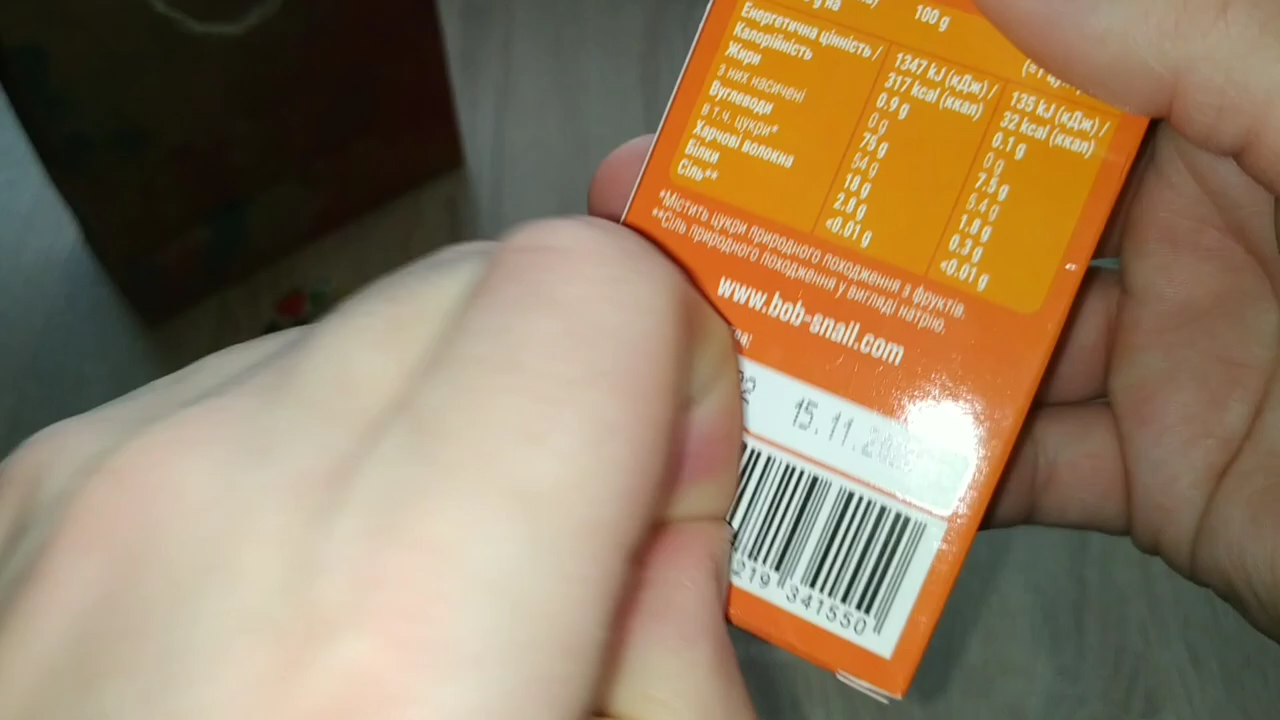 100 g
Енергетична цінність /
Калорійність
1347 kJ (кДж) /
317 kcal (ккал)
135 kJ (кДж) /
32 kcal (ккал)
Жири 0.9 g 0.1 g
з них насичені 0 g 0 g
Вуглеводи 75 g 7.5 g
в т.ч. цукри* 54 g 5.4 g
Харчові волокна 18 g 1.8 g
Білки 2.8 g 0.3 g
Сіль** <0.01 g <0.01 g
*Містить цукри природного походження з фруктів.
**Сіль природного походження у вигляді натрію.
www.bob-snail.com
15.11.
219 341550